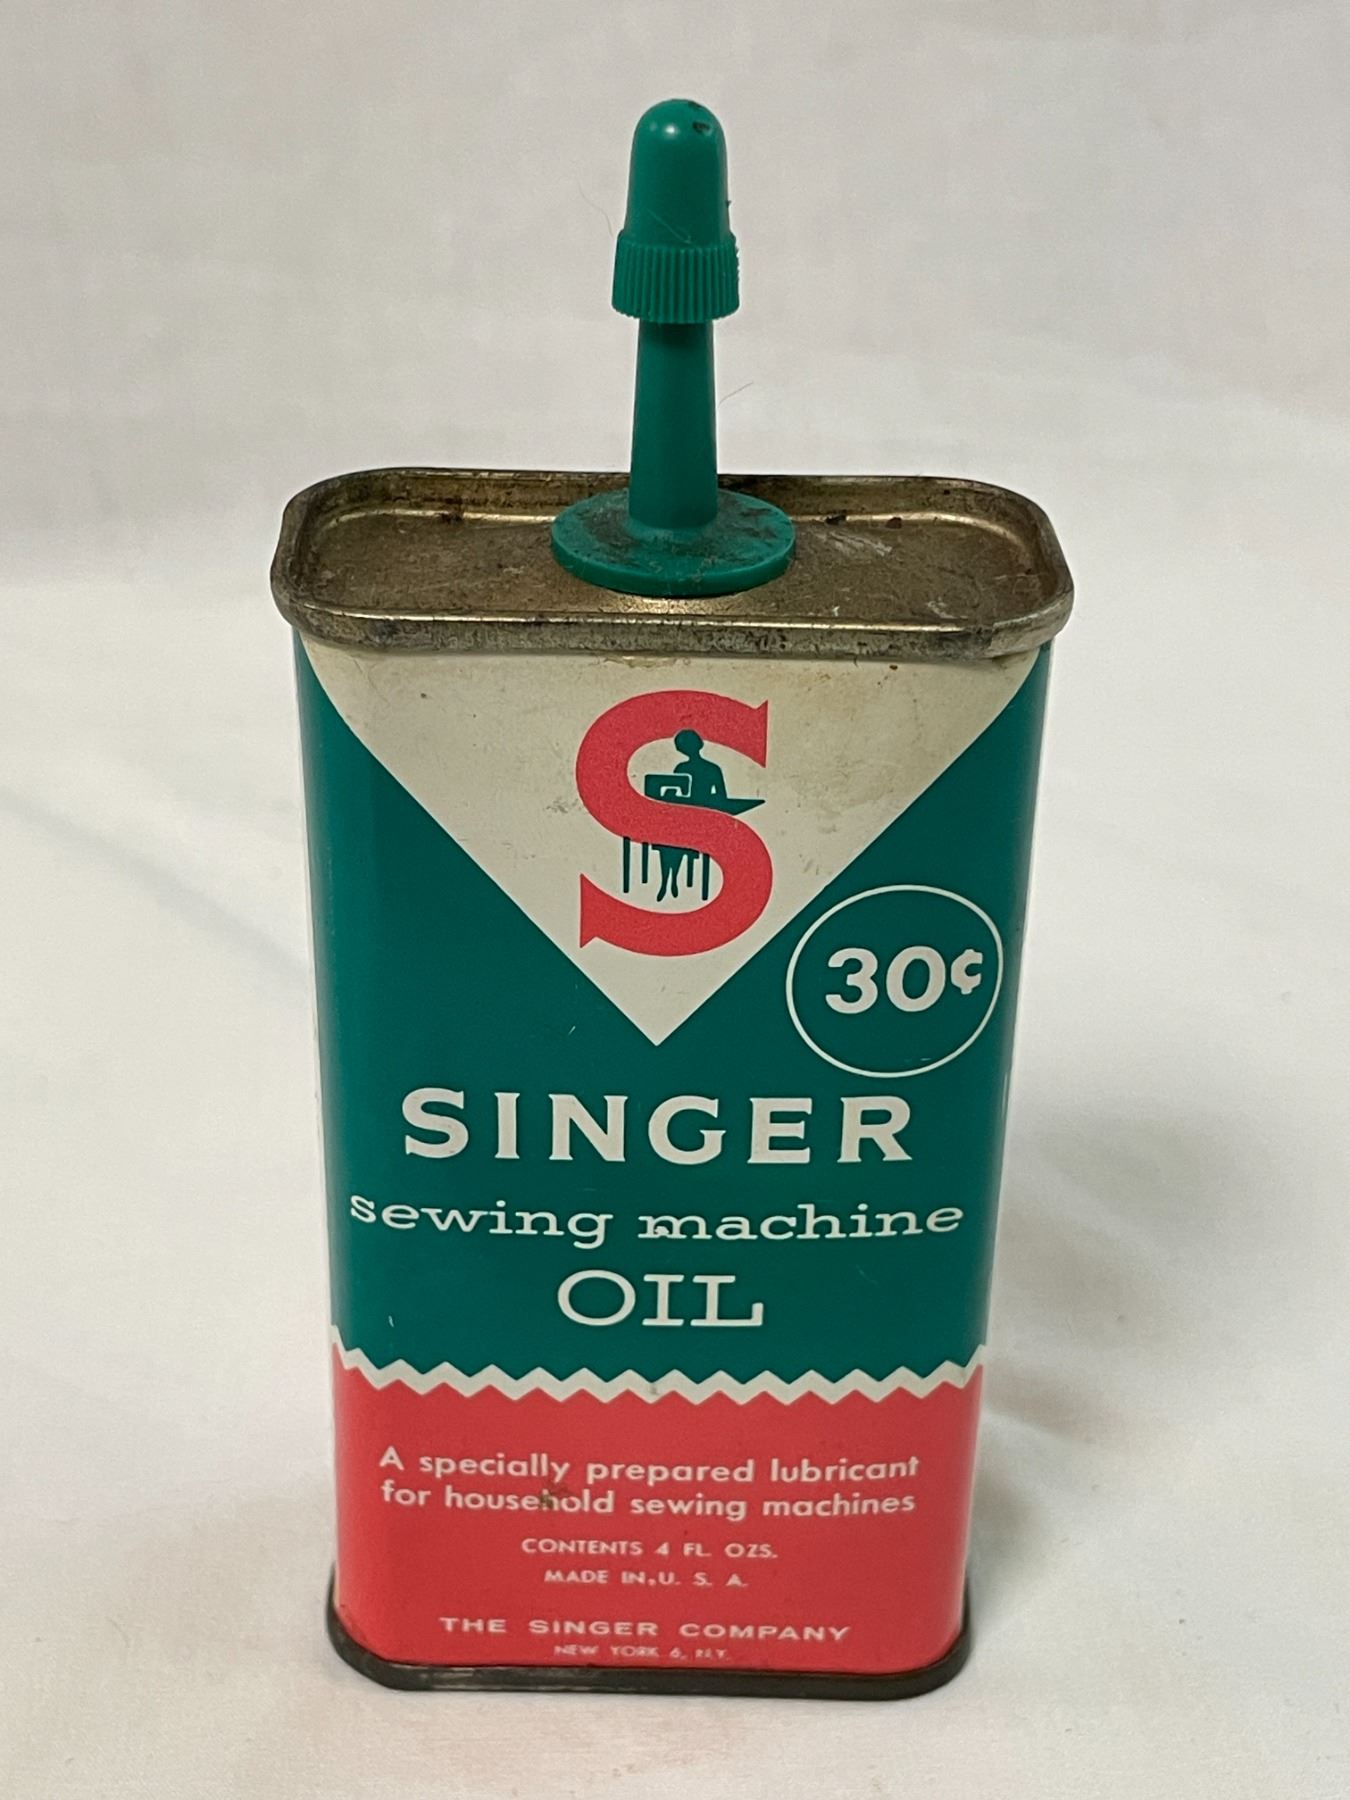 S
30¢
SINGER
sewing machine
OIL
A specially prepared lubricant
for household sewing machines
CONTENTS 4 FL. OZS.
MADE IN U. S. A.
THE SINGER COMPANY
NEW YORK 6, N.Y.